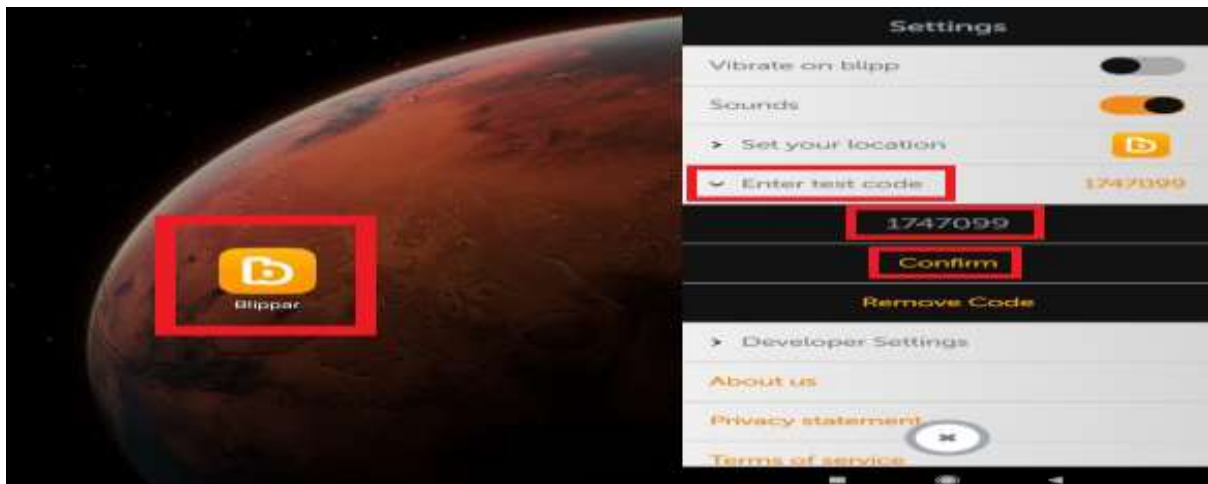 Blippar
Settings
Vibrate on blipp
Sounds
> Set your location
Enter test code 1747099
1747099
Confirm
Remove Code
> Developer Settings
About us
Privacy statement
Terms of service